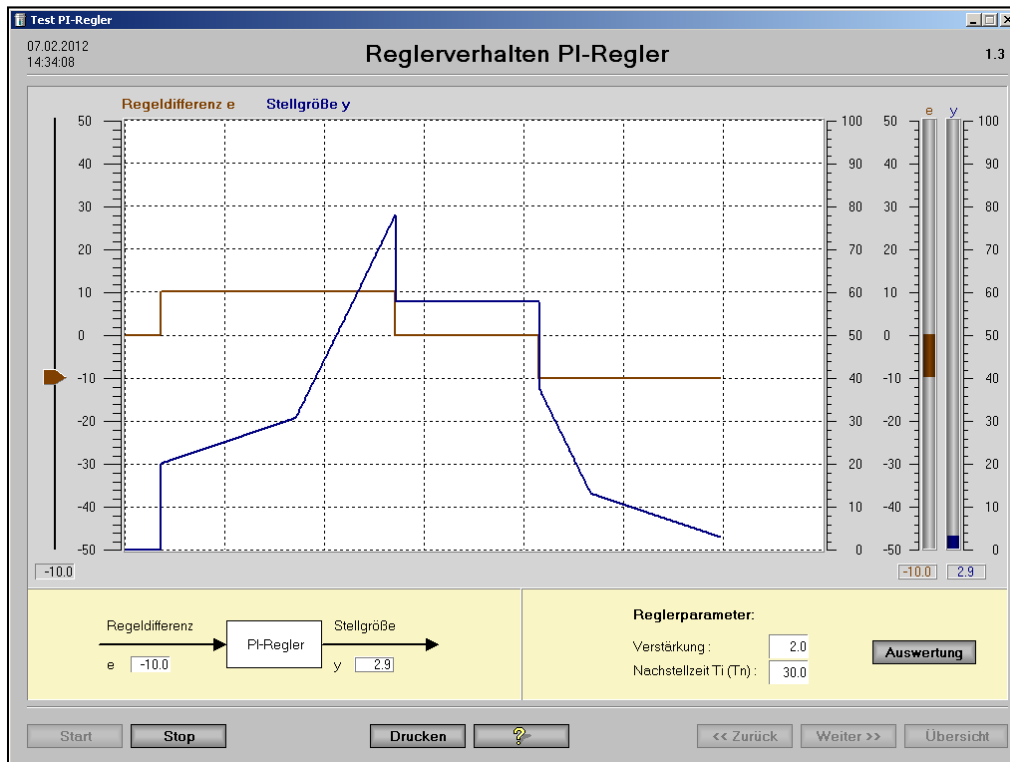 Test PI-Regler
07.02.2012
14:34:08
Reglerverhalten PI-Regler
1.3
Regeldifferenz e
Stellgröße y
e
y
50
100
50
100
40
90
40
90
30
80
30
80
20
70
20
70
10
60
10
60
0
50
0
50
-10
40
-10
40
-20
30
-20
30
-30
20
-30
20
-40
10
-40
10
-50
0
-50
0
-10.0
-10.0
2.9
Regeldifferenz
Stellgröße
PI-Regler
e
-10.0
y
2.9
Reglerparameter:
Verstärkung :
2.0
Nachstellzeit Ti (Tn) :
30.0
Auswertung
Start
Stop
Drucken
?
<< Zurück
Weiter >>
Übersicht